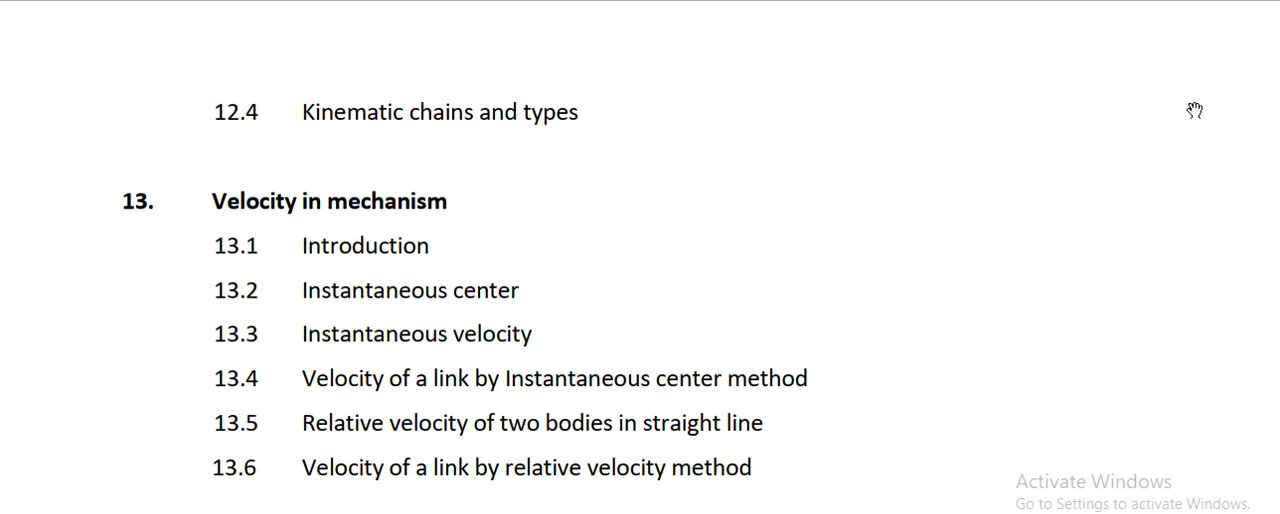 12.4 Kinematic chains and types
13. Velocity in mechanism
13.1 Introduction
13.2 Instantaneous center
13.3 Instantaneous velocity
13.4 Velocity of a link by Instantaneous center method
13.5 Relative velocity of two bodies in straight line
13.6 Velocity of a link by relative velocity method
Activate Windows
Go to Settings to activate Windows.